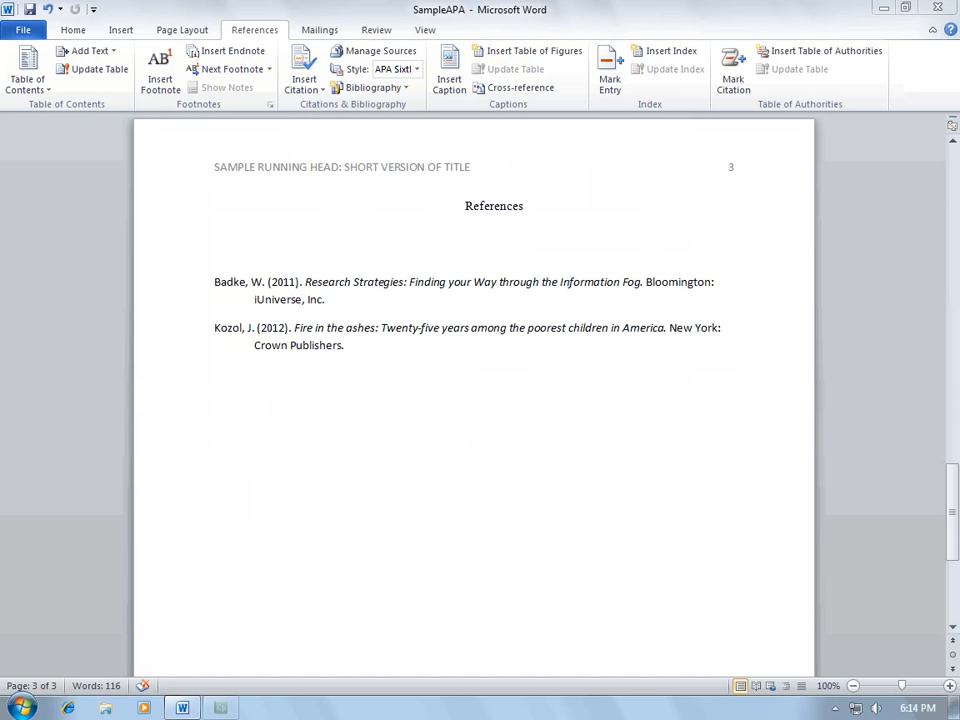 SampleAPA - Microsoft Word
File Home Insert Page Layout References Mailings Review View
Table of Contents
Add Text
Update Table
Table of Contents
AB¹ Insert Footnote
Insert Endnote
Next Footnote
Show Notes
Footnotes
Insert Citation
Manage Sources
Style: APA Sixtl
Bibliography
Citations & Bibliography
Insert Caption
Insert Table of Figures
Update Table
Cross-reference
Captions
Mark Entry
Insert Index
Update Index
Index
Mark Citation
Insert Table of Authorities
Update Table
Table of Authorities
SAMPLE RUNNING HEAD: SHORT VERSION OF TITLE 3
References
Badke, W. (2011). Research Strategies: Finding your Way through the Information Fog. Bloomington:
iUniverse, Inc.
Kozol, J. (2012). Fire in the ashes: Twenty-five years among the poorest children in America. New York:
Crown Publishers.
Page: 3 of 3 Words: 116 100%
6:14 PM